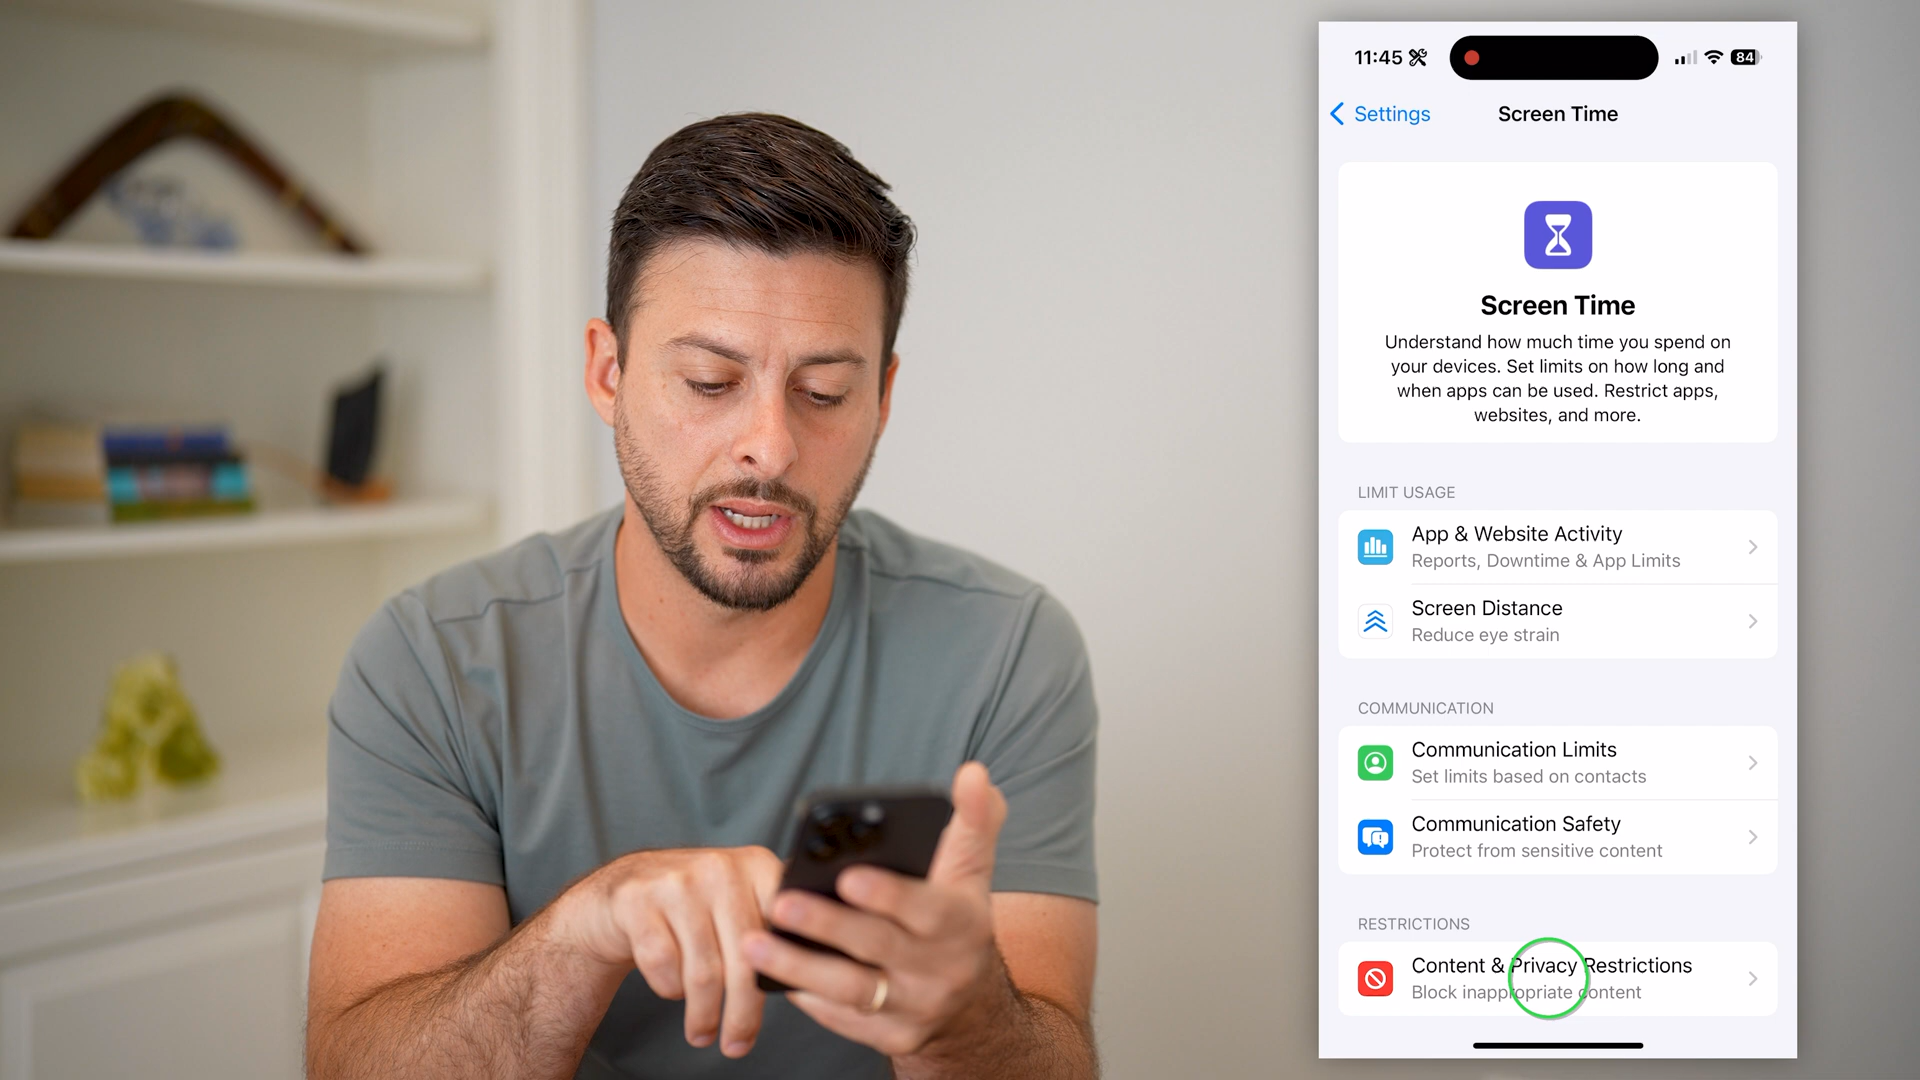 11:45
84
Settings
Screen Time
Screen Time
Understand how much time you spend on
your devices. Set limits on how long and
when apps can be used. Restrict apps,
websites, and more.
LIMIT USAGE
App & Website Activity
Reports, Downtime & App Limits
Screen Distance
Reduce eye strain
COMMUNICATION
Communication Limits
Set limits based on contacts
Communication Safety
Protect from sensitive content
RESTRICTIONS
Content & Privacy Restrictions
Block inappropriate content